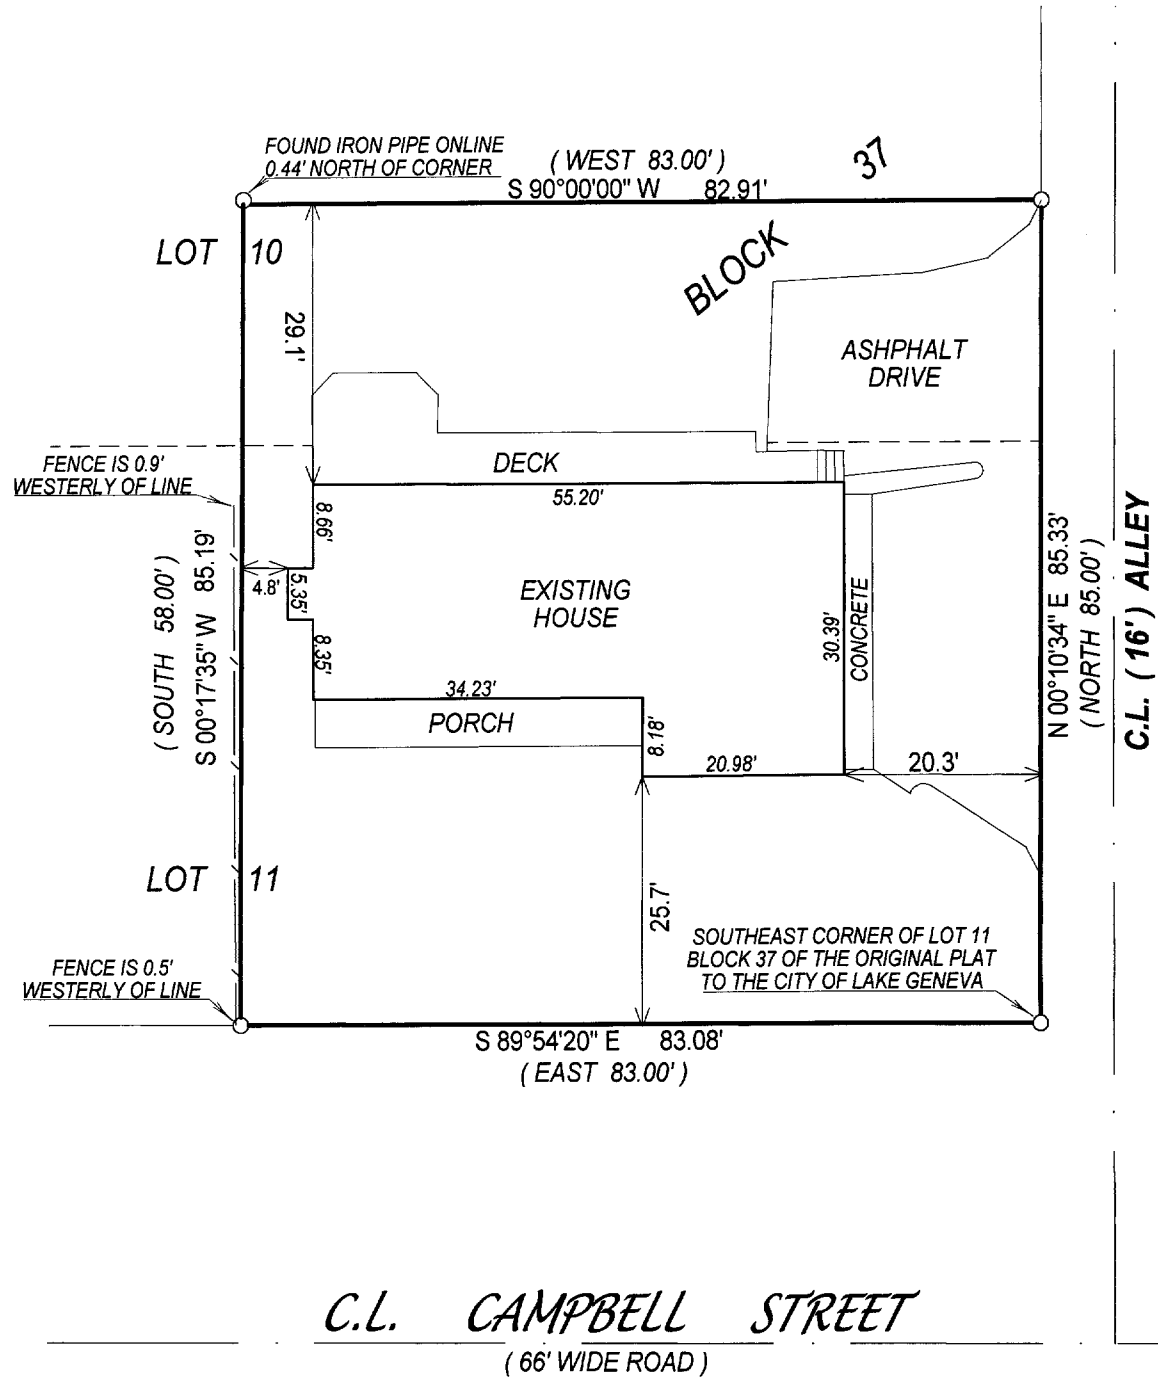 FOUND IRON PIPE ONLINE
0.44' NORTH OF CORNER
( WEST 83.00' )
S 90°00'00" W 82.91'
37
LOT 10
BLOCK
29.1'
ASHPHALT
DRIVE
FENCE IS 0.9'
WESTERLY OF LINE
DECK
55.20'
8.66'
4.8'
5.35'
8.35'
EXISTING
HOUSE
30.39'
CONCRETE
( SOUTH 58.00' )
S 00°17'35" W 85.19'
N 00°10'34" E 85.33'
( NORTH 85.00' )
C.L. ( 16' ) ALLEY
34.23'
PORCH
8.18'
20.98'
20.3'
LOT 11
25.7'
SOUTHEAST CORNER OF LOT 11
BLOCK 37 OF THE ORIGINAL PLAT
TO THE CITY OF LAKE GENEVA
FENCE IS 0.5'
WESTERLY OF LINE
S 89°54'20" E 83.08'
( EAST 83.00' )
C.L. CAMPBELL STREET
( 66' WIDE ROAD )